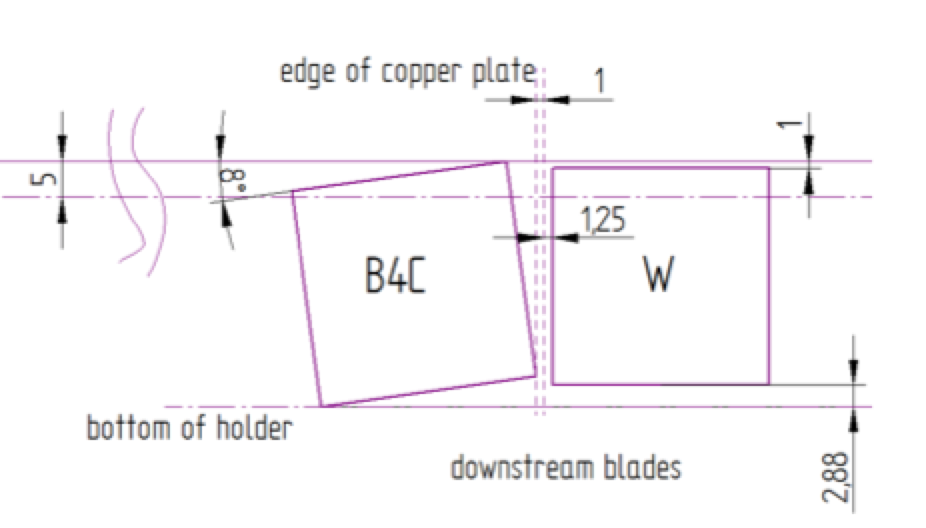 edge of copper plate
1
1
5
8°
1,25
B4C
W
bottom of holder
downstream blades
2,88